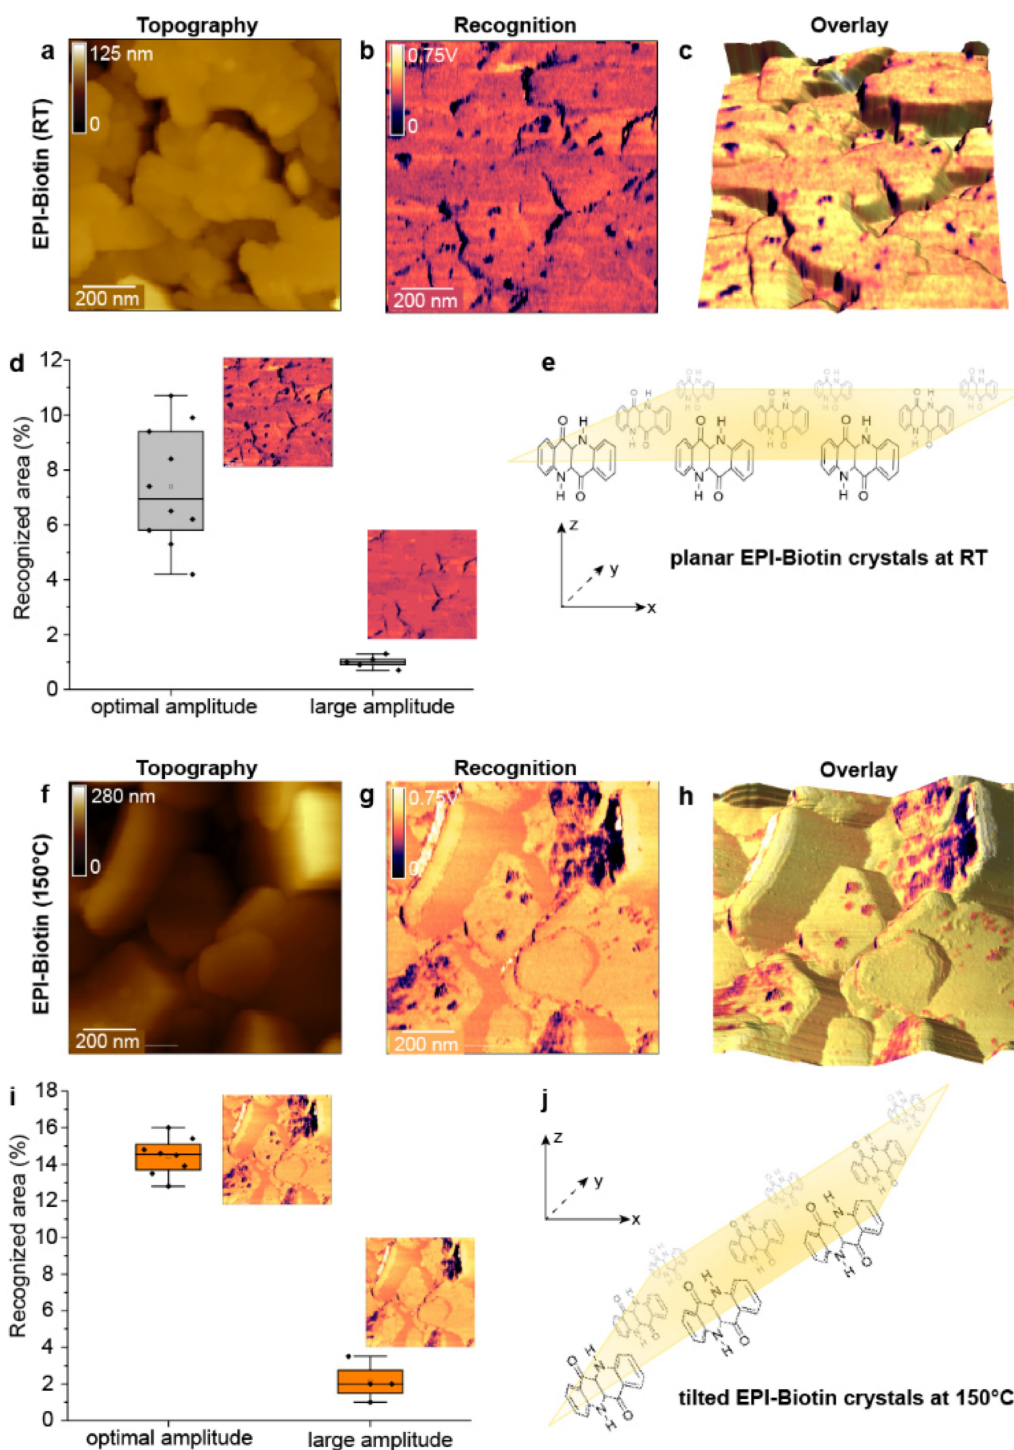 Topography
Recognition
Overlay
a
b
c
125 nm
0
0.75V
0
EPI-Biotin (RT)
200 nm
200 nm
d
e
Recognized area (%)
12
10
8
6
4
2
0
optimal amplitude
large amplitude
O
H
N
N
H
O
O
H
N
N
H
O
O
H
N
N
H
O
z
y
x
planar EPI-Biotin crystals at RT
Topography
Recognition
Overlay
f
g
h
280 nm
0
0.75V
0
EPI-Biotin (150°C)
200 nm
200 nm
i
j
Recognized area (%)
18
16
14
12
10
8
6
4
2
0
optimal amplitude
large amplitude
z
y
x
O
H
N
N
H
O
O
H
N
N
H
O
O
H
N
N
H
O
tilted EPI-Biotin crystals at 150°C